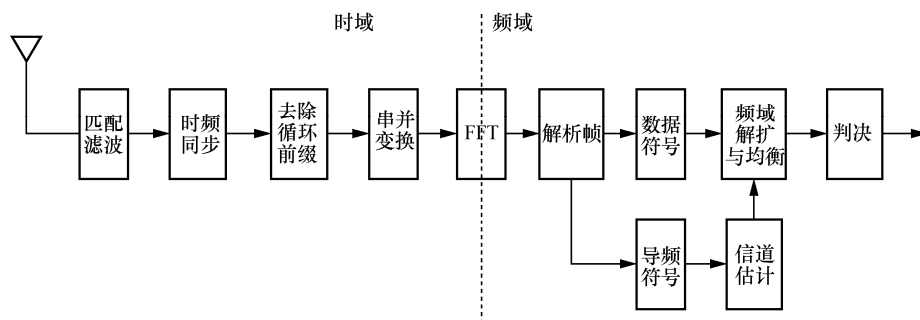 时域
频域
匹配
滤波
时频
同步
去除
循环
前缀
串并
变换
FFT
解析帧
数据
符号
频域
解扩
与均衡
判决
导频
符号
信道
估计